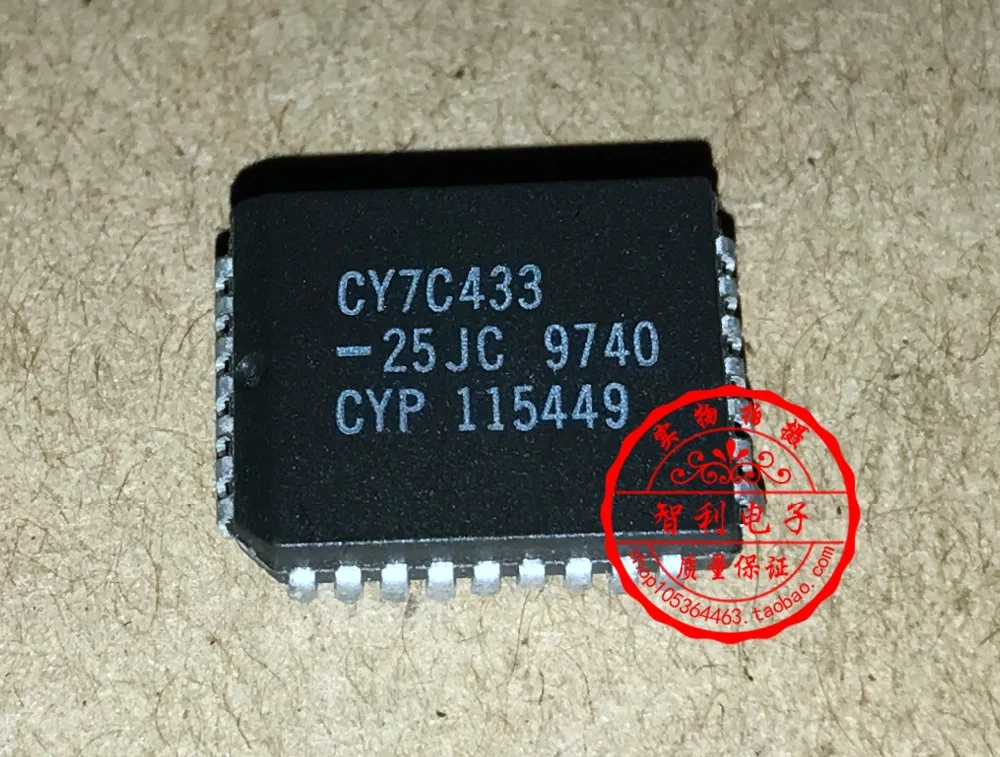 CY7C433
-25JC 9740
CYP 115449
实物拍摄
智利电子
质量保证
shop105364463.taobao.com